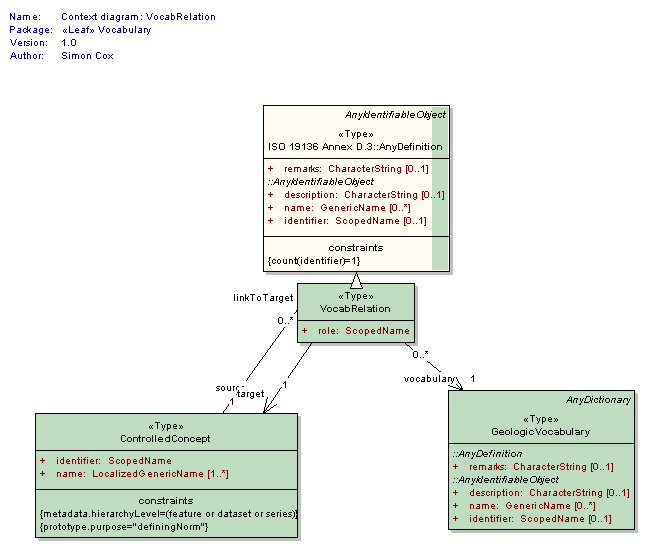 Name: Context diagram: VocabRelation
Package: «Leaf» Vocabulary
Version: 1.0
Author: Simon Cox
AnyIdentifiableObject
«Type»
ISO 19136 Annex D.3::AnyDefinition
+ remarks: CharacterString [0..1]
::AnyIdentifiableObject
+ description: CharacterString [0..1]
+ name: GenericName [0..*]
+ identifier: ScopedName [0..1]
constraints
{count(identifier)=1}
linkToTarget
0..*
«Type»
VocabRelation
+ role: ScopedName
0..*
vocabulary 1
source
1
target
1
«Type»
ControlledConcept
+ identifier: ScopedName
+ name: LocalizedGenericName [1..*]
constraints
{metadata.hierarchyLevel=(feature or dataset or series)}
{prototype.purpose="definingNorm"}
AnyDictionary
«Type»
GeologicVocabulary
::AnyDefinition
+ remarks: CharacterString [0..1]
::AnyIdentifiableObject
+ description: CharacterString [0..1]
+ name: GenericName [0..*]
+ identifier: ScopedName [0..1]